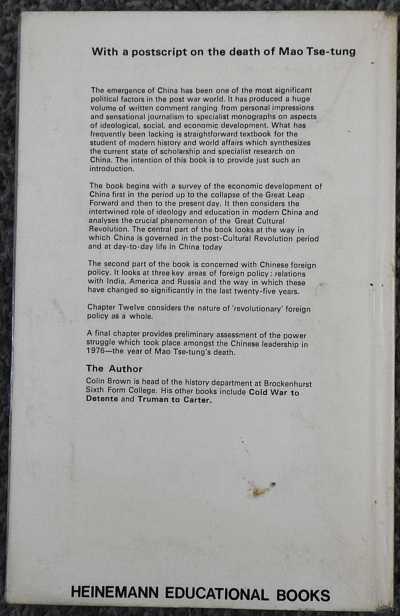 With a postscript on the death of Mao Tse-tung
The emergence of China has been one of the most significant
political factors in the post war world. It has produced a huge
volume of written comment ranging from personal impressions
and sensational journalism to specialist monographs on aspects
of ideological, social, and economic development. What has
frequently been lacking is straightforward textbook for the
student of modern history and world affairs which synthesizes
the current state of scholarship and specialist research on
China. The intention of this book is to provide just such an
introduction.
The book begins with a survey of the economic development of
China first in the period up to the collapse of the Great Leap
Forward and then to the present day. It then considers the
intertwined role of ideology and education in modern China and
analyses the crucial phenomenon of the Great Cultural
Revolution. The central part of the book looks at the way in
which China is governed in the post-Cultural Revolution period
and at day-to-day life in China today
The second part of the book is concerned with Chinese foreign
policy. It looks at three key areas of foreign policy: relations
with India, America and Russia and the way in which these
have changed so significantly in the last twenty-five years.
Chapter Twelve considers the nature of 'revolutionary' foreign
policy as a whole.
A final chapter provides preliminary assessment of the power
struggle which took place amongst the Chinese leadership in
1976—the year of Mao Tse-tung's death.
The Author
Colin Brown is head of the history department at Brockenhurst
Sixth Form College. His other books include Cold War to
Detente and Truman to Carter.
HEINEMANN EDUCATIONAL BOOKS